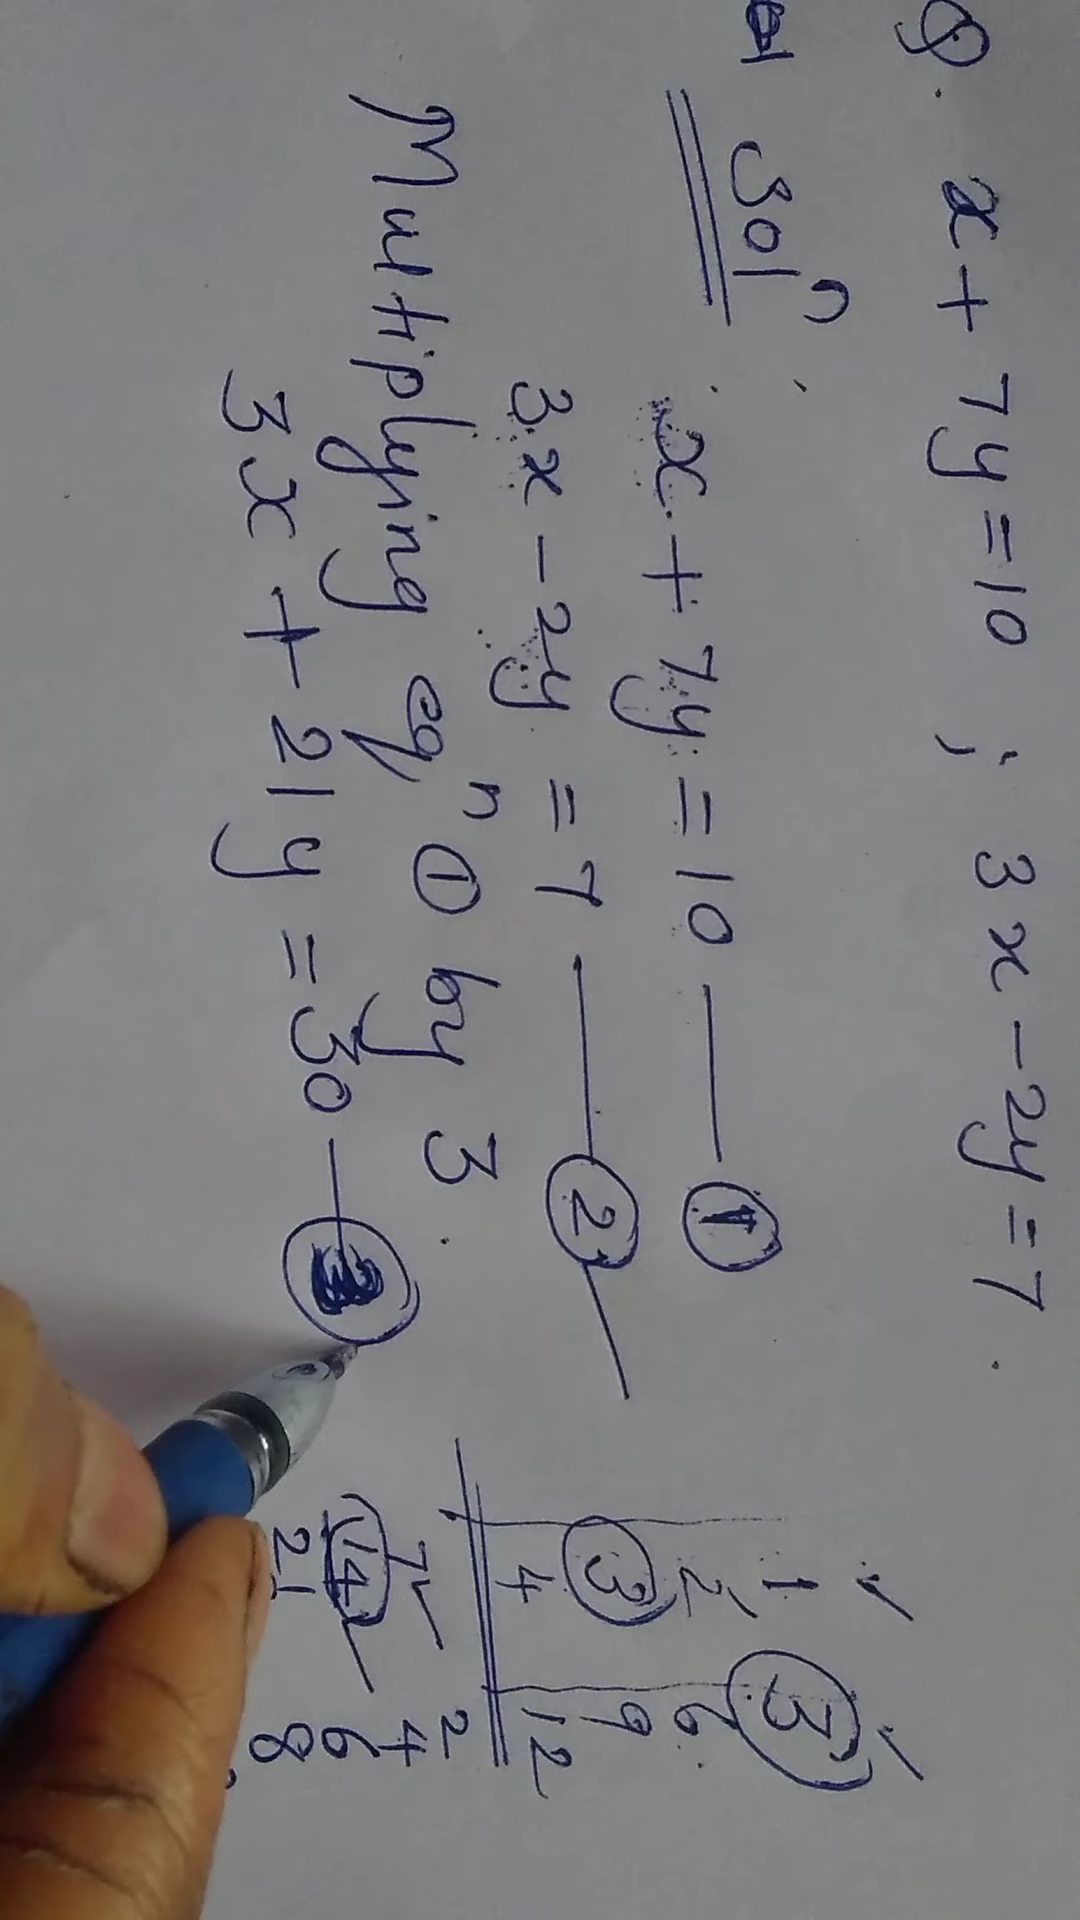 Q. x + 7y = 10 ; 3x - 2y = 7.
Solⁿ :
x + 7y = 10 — ①
3x - 2y = 7 — ②
Multiplying eqⁿ ① by 3.
3x + 21y = 30 —
1 3
2 6
3 9
4 12
7 2
14 4
21 6
8